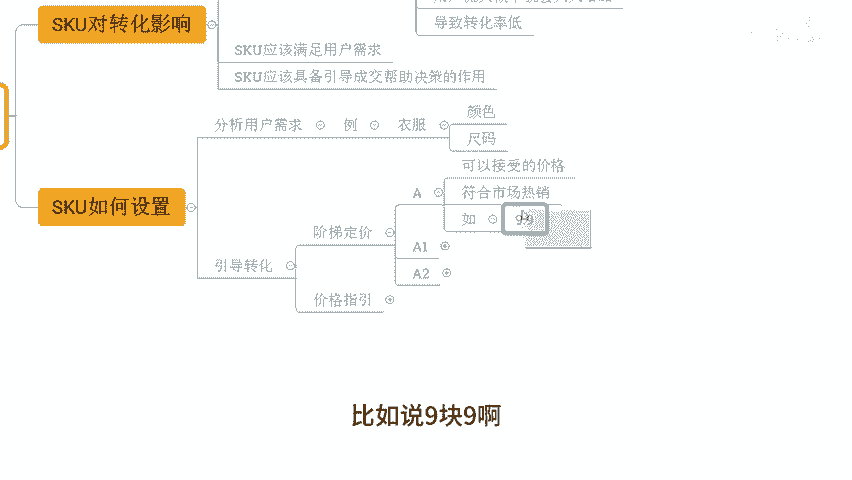 SKU对转化影响
导致转化率低
SKU应该满足用户需求
SKU应该具备引导成交帮助决策的作用
分析用户需求
例
衣服
颜色
尺码
SKU如何设置
引导转化
阶梯定价
A
可以接受的价格
符合市场热销
如
9.9
A1
A2
价格指引
比如说9块9啊